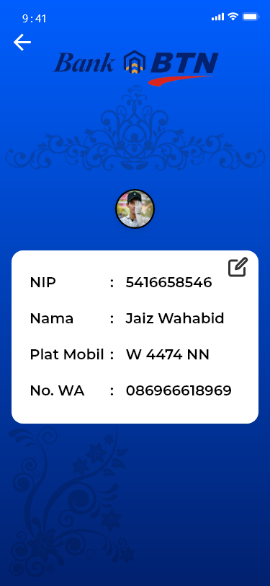 9:41
Bank BTN
NIP : 5416658546
Nama : Jaiz Wahabid
Plat Mobil : W 4474 NN
No. WA : 086966618969